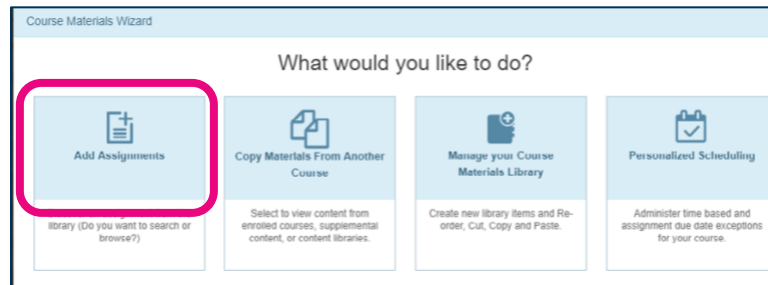 Course Materials Wizard
What would you like to do?
Add Assignments
library (Do you want to search or
browse?)
Copy Materials From Another
Course
Select to view content from
enrolled courses, supplemental
content, or content libraries.
Manage your Course
Materials Library
Create new library items and Re-
order, Cut, Copy and Paste.
Personalized Scheduling
Administer time based and
assignment due date exceptions
for your course.